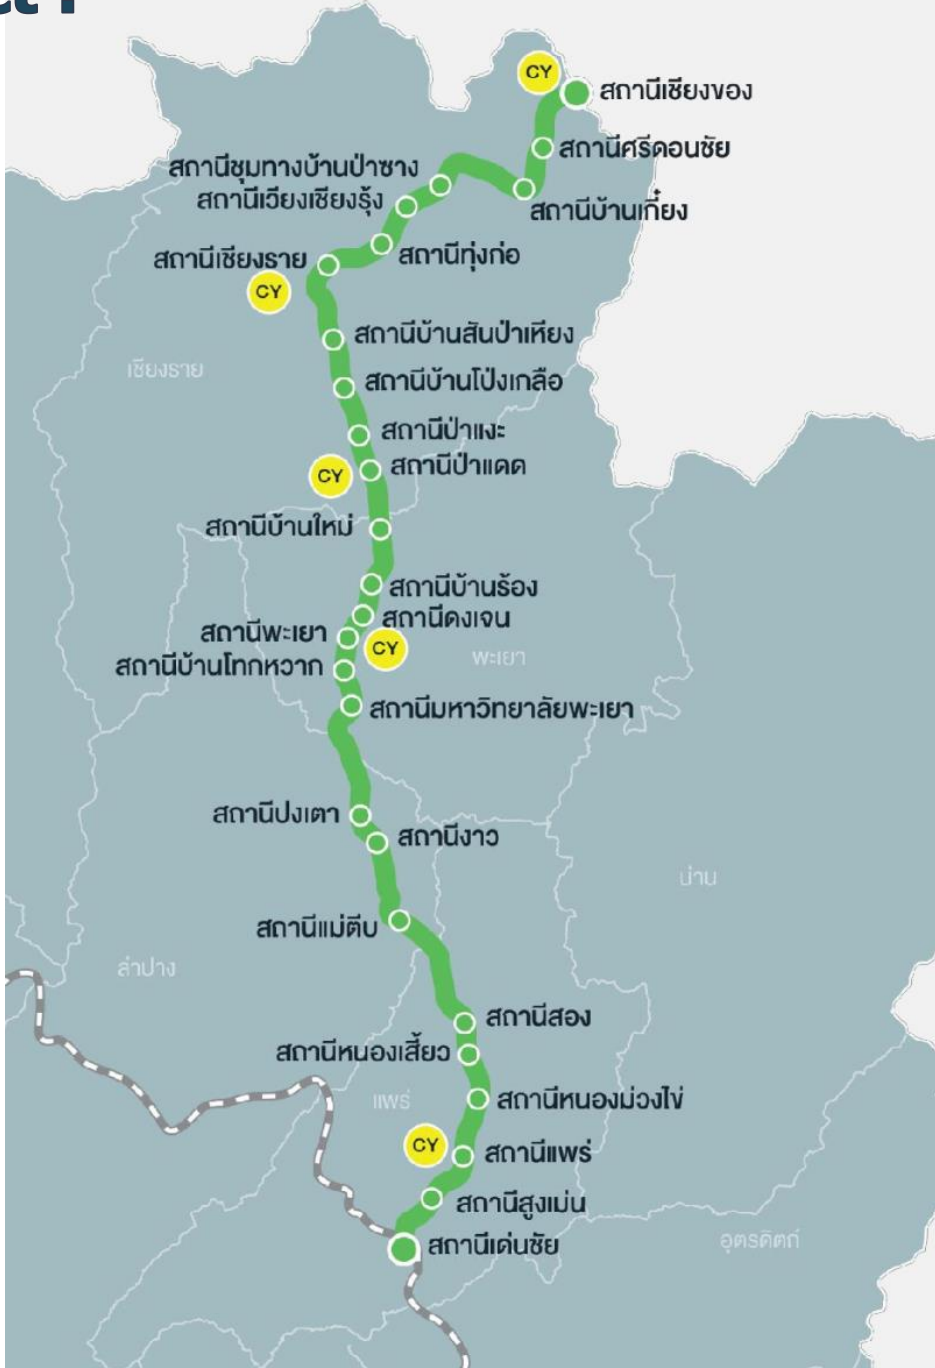 CY
สถานีเชียงของ
สถานีศรีดอนชัย
สถานีชุมทางบ้านป่าซาง
สถานีเวียงเชียงรุ้ง
สถานีบ้านเกี๋ยง
สถานีทุ่งก่อ
สถานีเชียงราย
CY
สถานีบ้านสันป่าเหียง
เชียงราย
สถานีบ้านโป่งเกลือ
สถานีป่าแงะ
สถานีป่าแดด
CY
สถานีบ้านใหม่
สถานีบ้านร้อง
สถานีดงเจน
สถานีพะเยา
CY
พะเยา
สถานีบ้านโทกหวาก
สถานีมหาวิทยาลัยพะเยา
สถานีปงเตา
สถานีงาว
น่าน
สถานีแม่ตีบ
ลำปาง
สถานีสอง
สถานีหนองเสี้ยว
แพร่
สถานีหนองม่วงไข่
CY
สถานีแพร่
สถานีสูงเม่น
อุตรดิตถ์
สถานีเด่นชัย